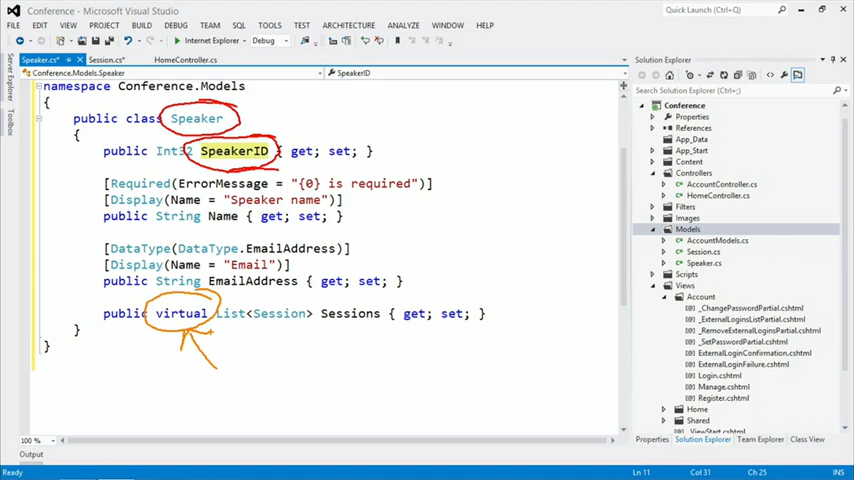 Conference - Microsoft Visual Studio
Quick Launch (Ctrl+Q)
FILE EDIT VIEW PROJECT BUILD DEBUG TEAM SQL TOOLS TEST ARCHITECTURE ANALYZE WINDOW HELP
Internet Explorer Debug
Speaker.cs* Session.cs* HomeController.cs
Conference.Models.Speaker SpeakerID
Server Explorer
Toolbox
namespace Conference.Models
{
public class Speaker
{
public Int32 SpeakerID { get; set; }
[Required(ErrorMessage = "{0} is required")]
[Display(Name = "Speaker name")]
public String Name { get; set; }
[DataType(DataType.EmailAddress)]
[Display(Name = "Email")]
public String EmailAddress { get; set; }
public virtual List<Session> Sessions { get; set; }
}
}
100 %
Solution Explorer
Search Solution Explorer (Ctrl+;)
Conference
Properties
References
App_Data
App_Start
Content
Controllers
AccountController.cs
HomeController.cs
Filters
Images
Models
AccountModels.cs
Session.cs
Speaker.cs
Scripts
Views
Account
_ChangePasswordPartial.cshtml
_ExternalLoginsListPartial.cshtml
_RemoveExternalLoginsPartial.cshtml
_SetPasswordPartial.cshtml
ExternalLoginConfirmation.cshtml
ExternalLoginFailure.cshtml
Login.cshtml
Manage.cshtml
Register.cshtml
Home
Shared
_ViewStart.cshtml
Properties Solution Explorer Team Explorer Class View
Output
Ready Ln 11 Col 31 Ch 25 INS